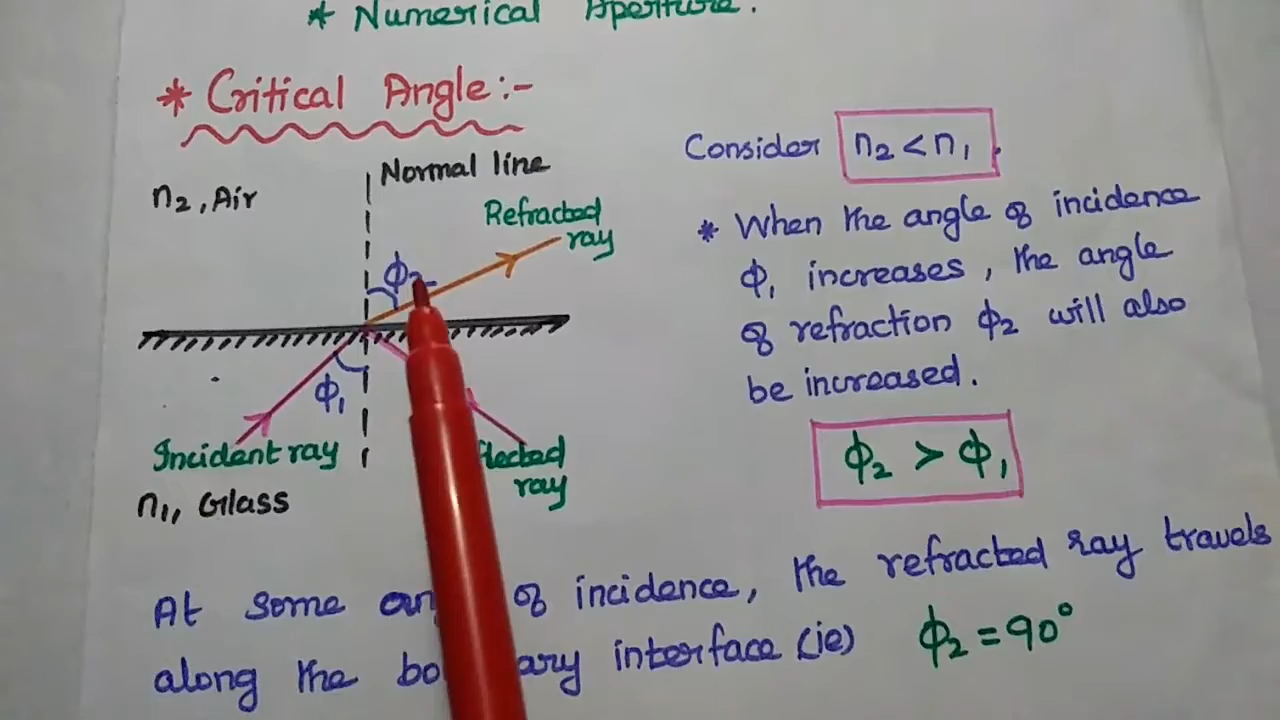 * Numerical Aperture.
* Critical Angle:-
Normal line
n₂, Air
Refracted
ray
ϕ₂
ϕ₁
Incident ray
ray
n₁, Glass
Consider n₂ < n₁.
* When the angle of incidence
ϕ₁ increases, the angle
of refraction ϕ₂ will also
be increased.
ϕ₂ > ϕ₁
At some of incidence, the refracted ray travels
along the interface (ie) ϕ₂ = 90°